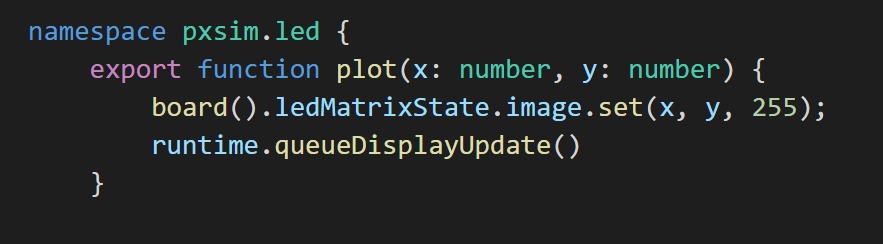 namespace pxsim.led {
    export function plot(x: number, y: number) {
        board().ledMatrixState.image.set(x, y, 255);
        runtime.queueDisplayUpdate()
    }